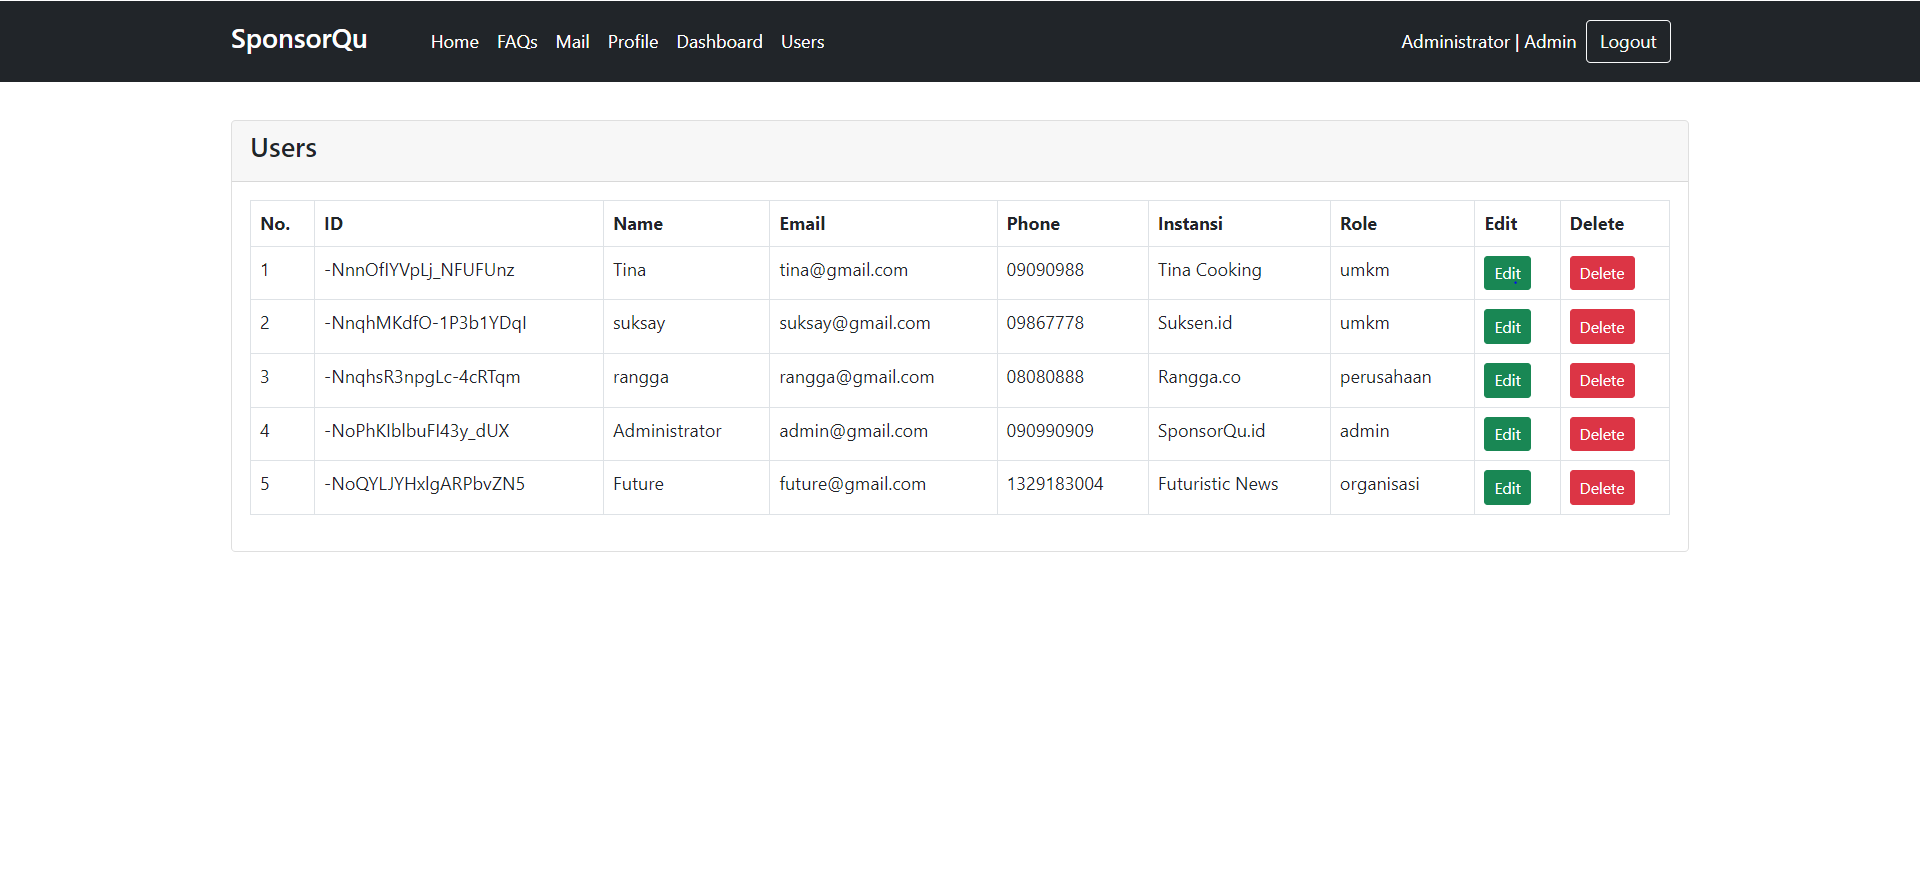 SponsorQu Home FAQs Mail Profile Dashboard Users Administrator | Admin Logout
Users
No. ID Name Email Phone Instansi Role Edit Delete
1 -NnnOfIYVpLj_NFUFUnz Tina tina@gmail.com 09090988 Tina Cooking umkm Edit Delete
2 -NnqhMKdfO-1P3b1YDqI suksay suksay@gmail.com 09867778 Suksen.id umkm Edit Delete
3 -NnqhsR3npgLc-4cRTqm rangga rangga@gmail.com 08080888 Rangga.co perusahaan Edit Delete
4 -NoPhKIblbuFI43y_dUX Administrator admin@gmail.com 090990909 SponsorQu.id admin Edit Delete
5 -NoQYLJYHxlgARPbvZN5 Future future@gmail.com 1329183004 Futuristic News organisasi Edit Delete